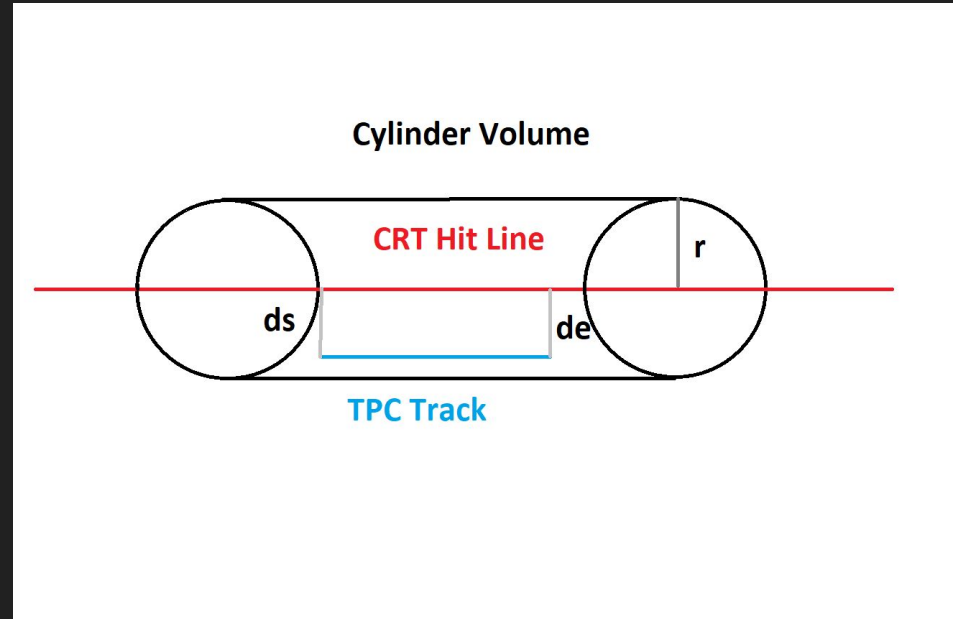 Cylinder Volume
CRT Hit Line
r
ds
de
TPC Track